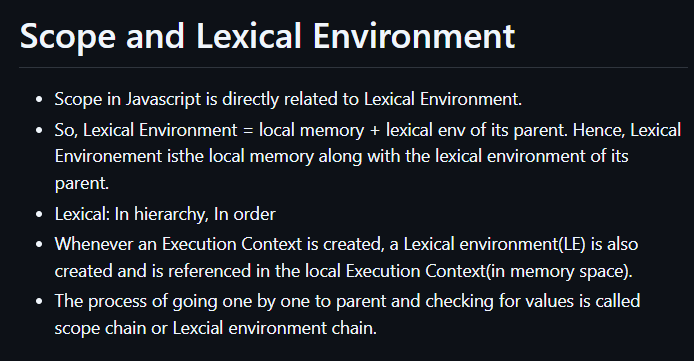 Scope and Lexical Environment
• Scope in Javascript is directly related to Lexical Environment.
• So, Lexical Environment = local memory + lexical env of its parent. Hence, Lexical
Environement isthe local memory along with the lexical environment of its
parent.
• Lexical: In hierarchy, In order
• Whenever an Execution Context is created, a Lexical environment(LE) is also
created and is referenced in the local Execution Context(in memory space).
• The process of going one by one to parent and checking for values is called
scope chain or Lexcial environment chain.